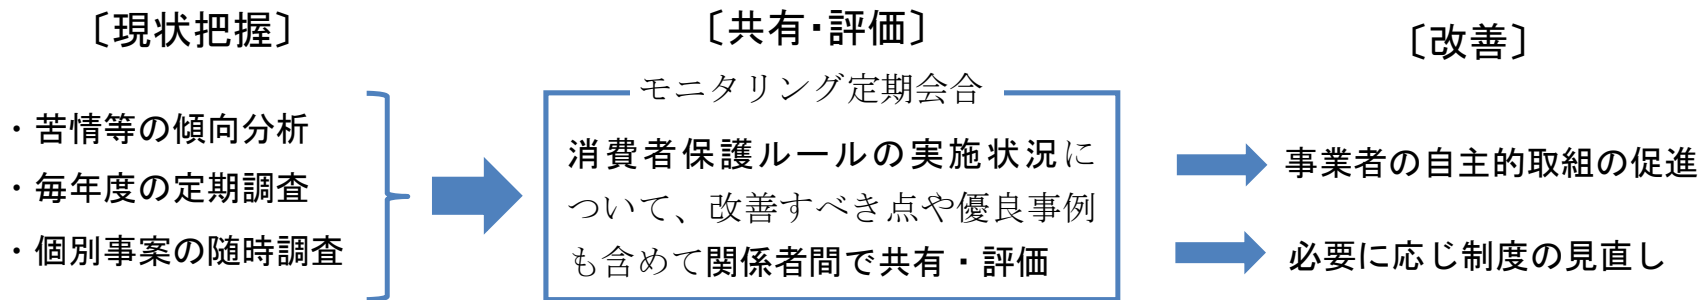 〔現状把握〕
・苦情等の傾向分析
・毎年度の定期調査
・個別事案の随時調査
〔共有・評価〕
モニタリング定期会合
消費者保護ルールの実施状況に
ついて、改善すべき点や優良事例
も含めて関係者間で共有・評価
〔改善〕
事業者の自主的取組の促進
必要に応じ制度の見直し